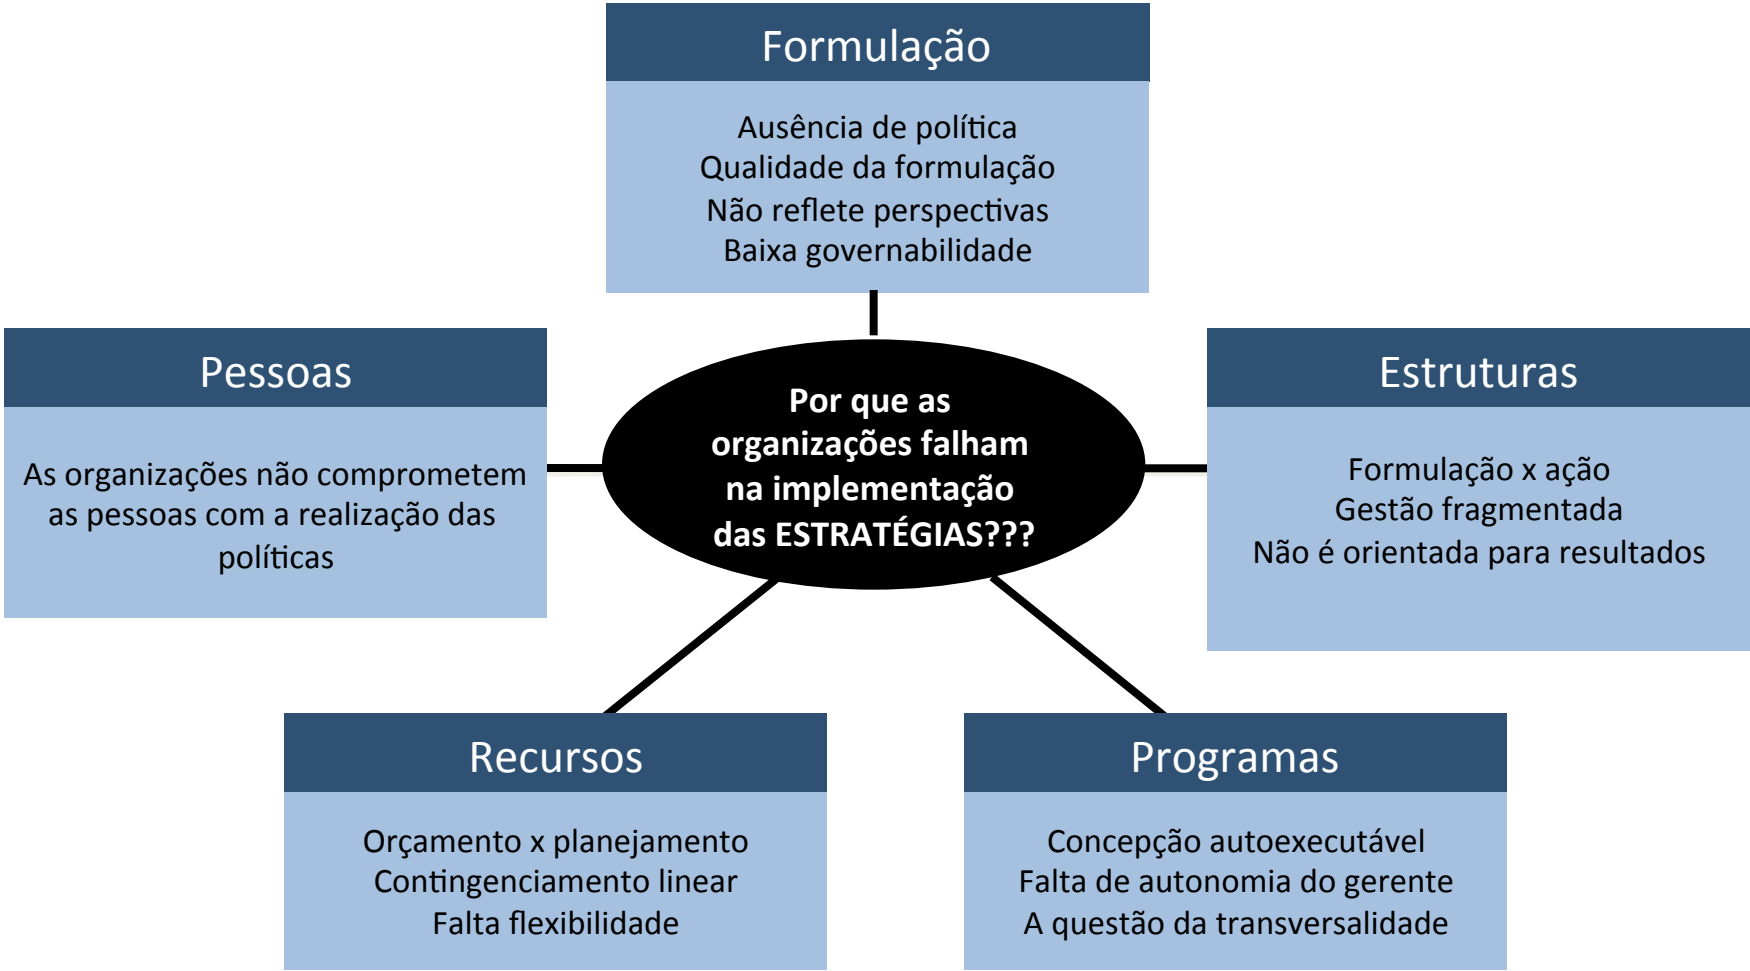 Formulação
Ausência de política
Qualidade da formulação
Não reflete perspectivas
Baixa governabilidade
Pessoas
As organizações não comprometem
as pessoas com a realização das
políticas
Por que as
organizações falham
na implementação
das ESTRATÉGIAS???
Estruturas
Formulação x ação
Gestão fragmentada
Não é orientada para resultados
Recursos
Orçamento x planejamento
Contingenciamento linear
Falta flexibilidade
Programas
Concepção autoexecutável
Falta de autonomia do gerente
A questão da transversalidade